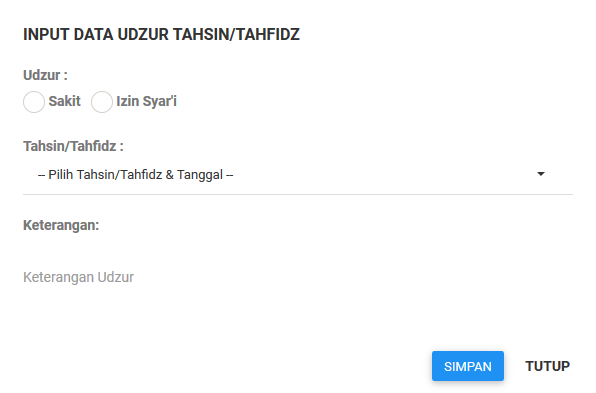 INPUT DATA UDZUR TAHSIN/TAHFIDZ
Udzur :
Sakit Izin Syar'i
Tahsin/Tahfidz :
-- Pilih Tahsin/Tahfidz & Tanggal --
Keterangan:
Keterangan Udzur
SIMPAN TUTUP